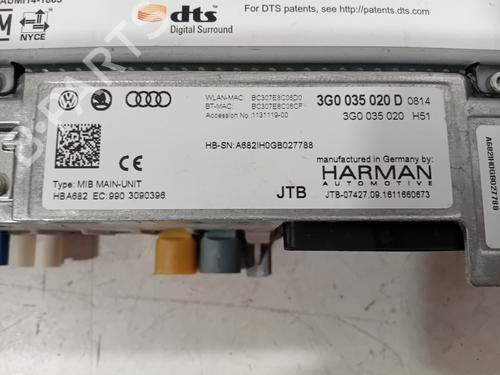 M
NYCE
dts
Digital Surround
For DTS patents, see http://patents.dts.com.
WLAN-MAC: BC307E8C06D0
BT-MAC: BC307E8C06CF
Accession No.: 1131119-00
3G0 035 020 D 0814
3G0 035 020 H51
HB-SN: A682IH0GB027788
manufactured in Germany by:
HARMAN
AUTOMOTIVE
Type: MIB MAIN-UNIT
HBA682 EC: 990 3090396
JTB
JTB-07427.09.1611660673
A682IH0GB027788